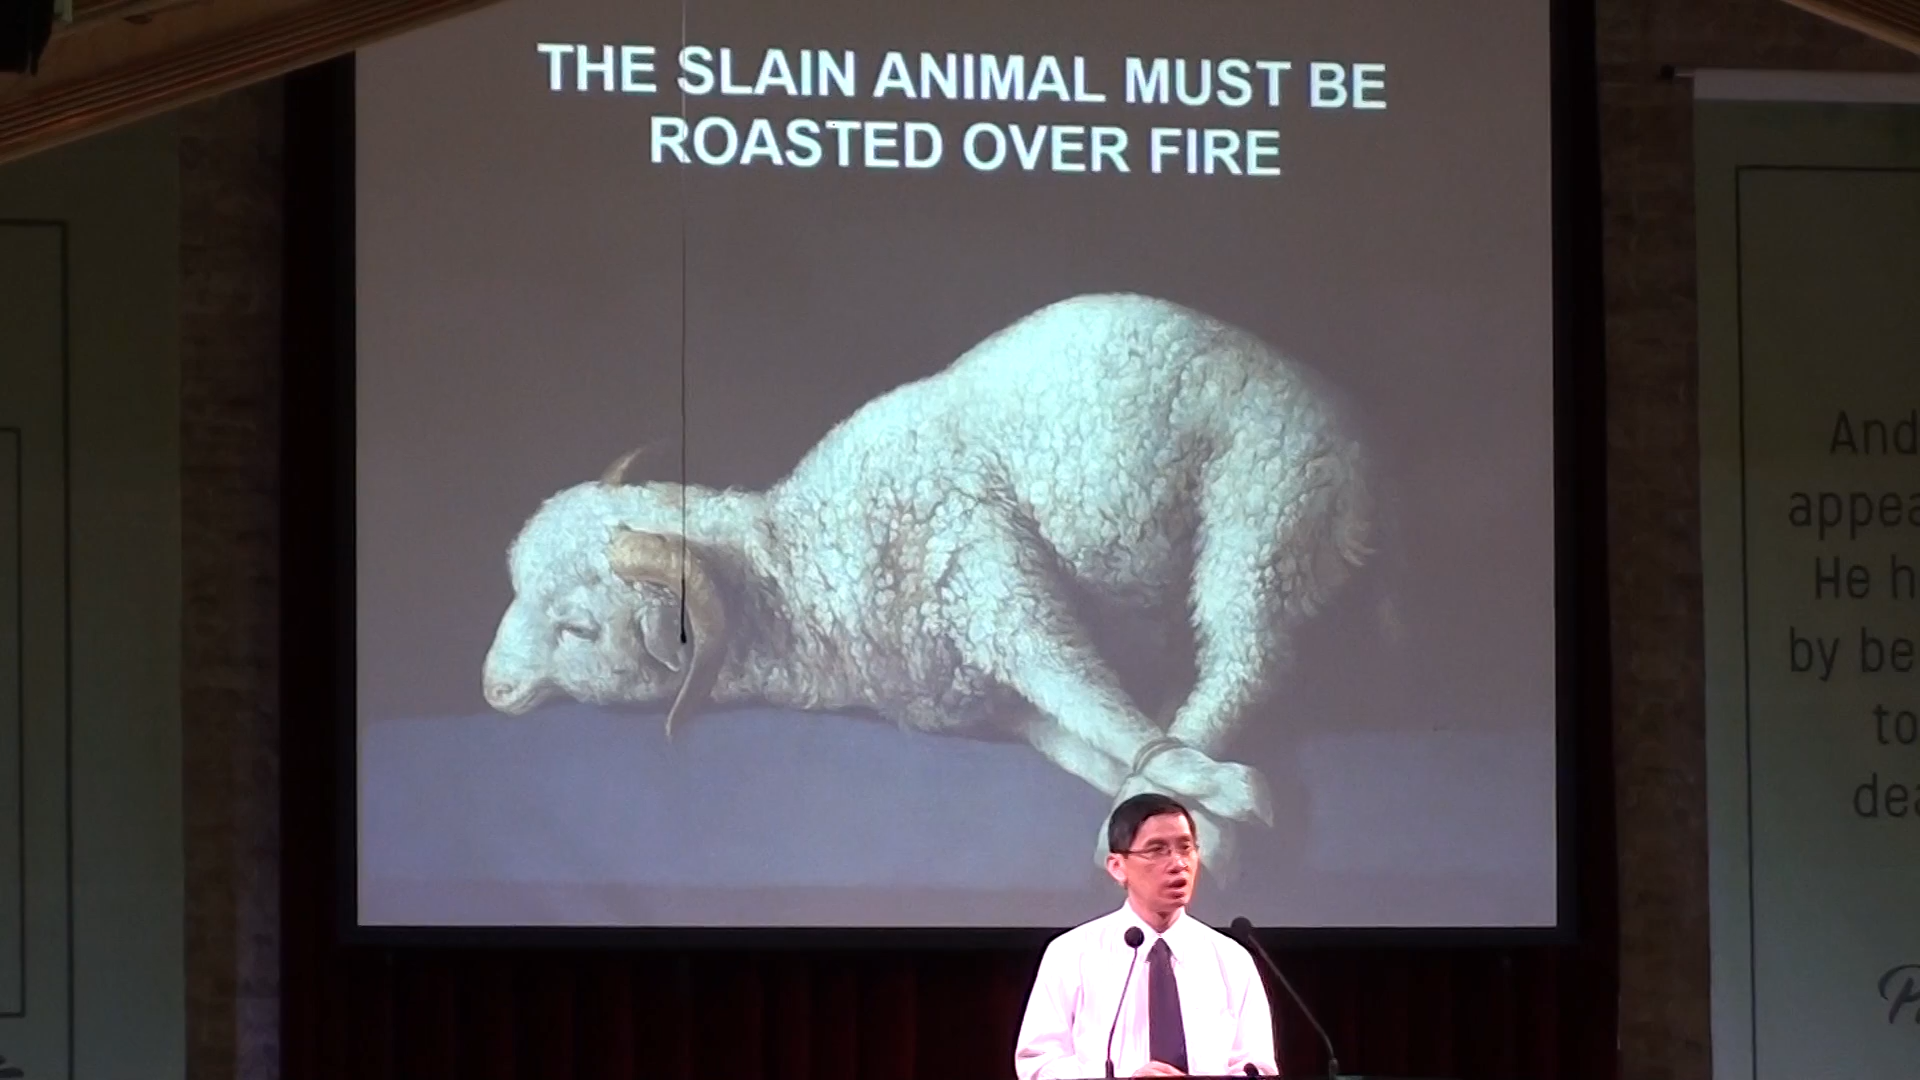 THE SLAIN ANIMAL MUST BE
ROASTED OVER FIRE
And
appea
He h
by be
to
dea